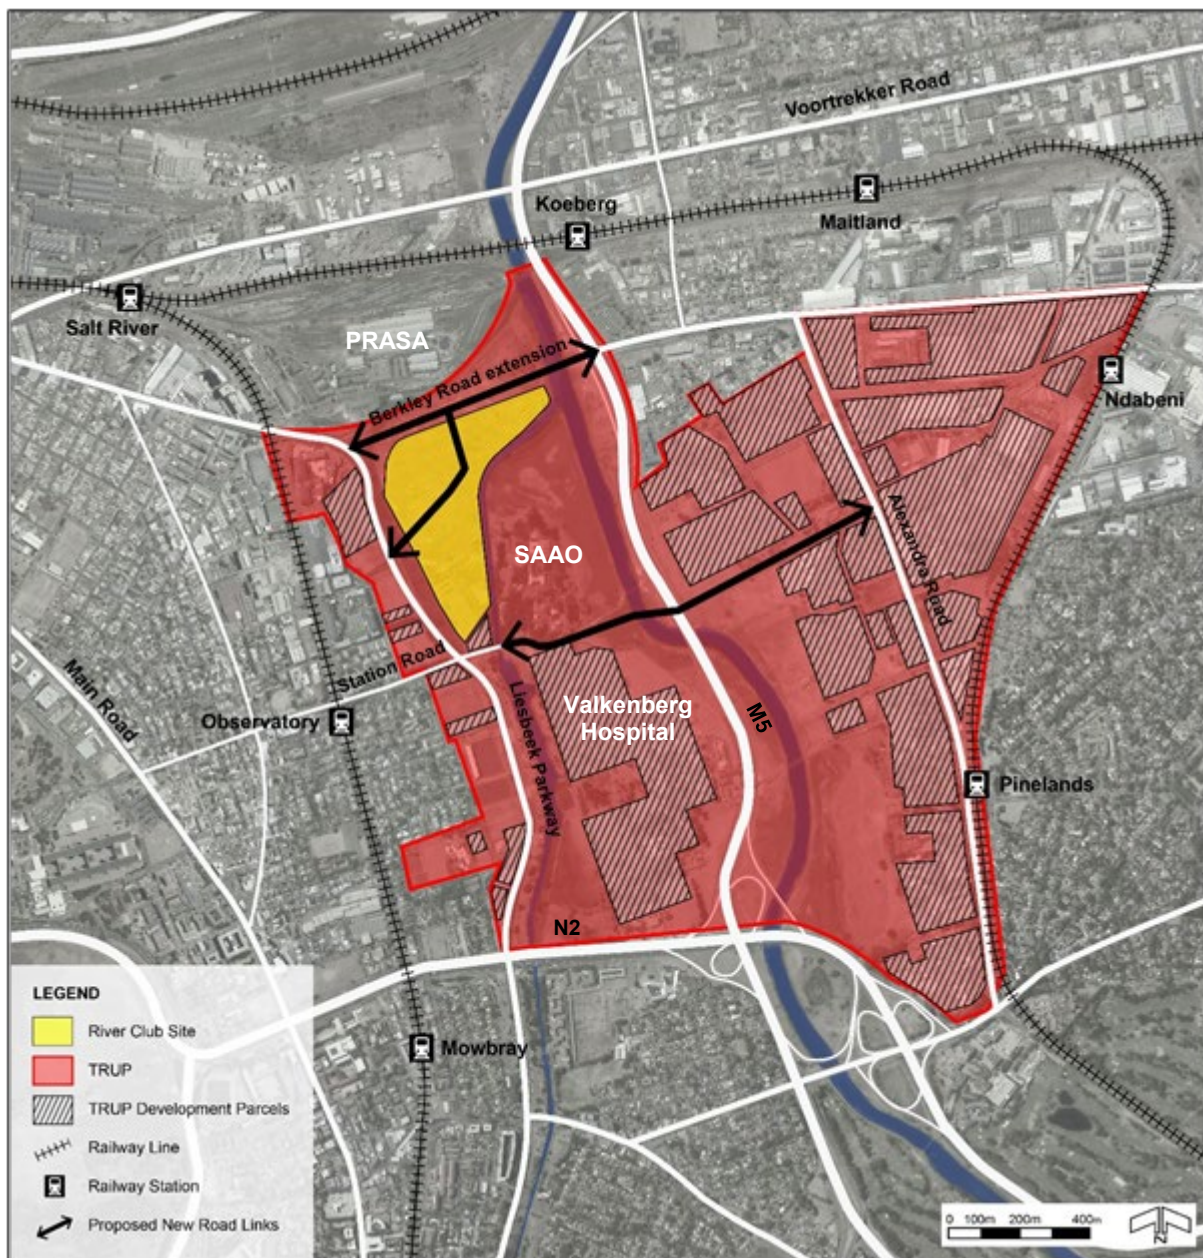 Voortrekker Road
Koeberg
Maitland
Salt River
PRASA
Berkley Road extension
Ndabeni
Alexandra Road
SAAO
Station Road
Main Road
Observatory
Liesbeek Parkway
Valkenberg
Hospital
M5
Pinelands
N2
Mowbray
LEGEND
River Club Site
TRUP
TRUP Development Parcels
Railway Line
Railway Station
Proposed New Road Links
0 100m 200m 400m
N